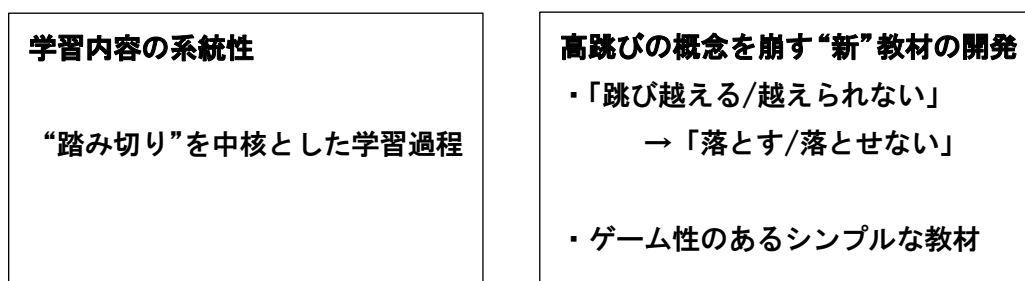 学習内容の系統性
“踏み切り”を中核とした学習過程
高跳びの概念を崩す“新”教材の開発
・「跳び越える/越えられない」
→「落とす/落とせない」
・ゲーム性のあるシンプルな教材